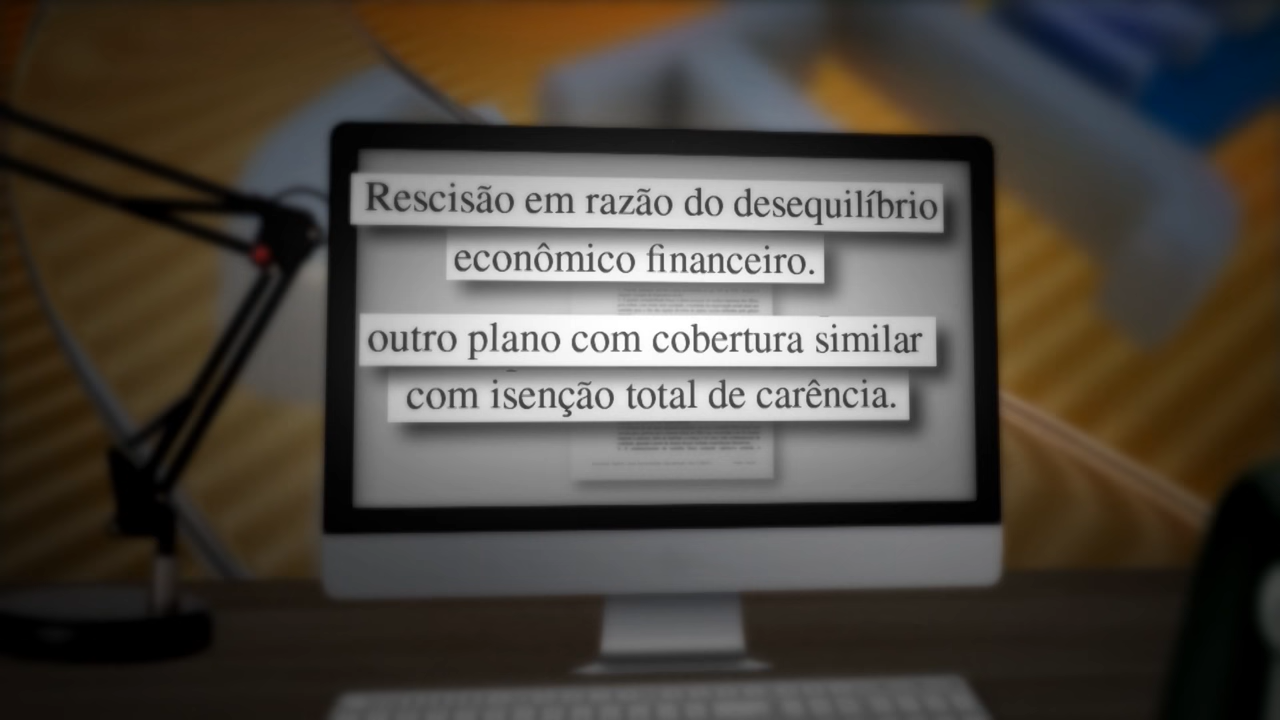 Rescisão em razão do desequilíbrio
econômico financeiro.
outro plano com cobertura similar
com isenção total de carência.